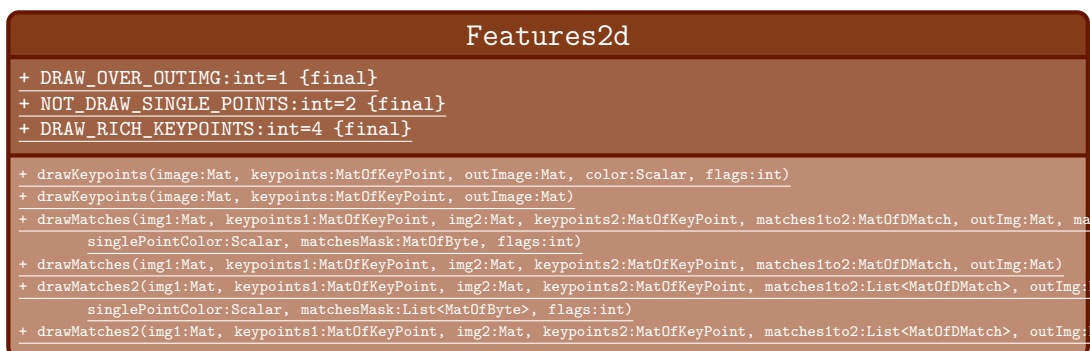 Features2d
+ DRAW_OVER_OUTIMG:int=1 {final}
+ NOT_DRAW_SINGLE_POINTS:int=2 {final}
+ DRAW_RICH_KEYPOINTS:int=4 {final}
+ drawKeypoints(image:Mat, keypoints:MatOfKeyPoint, outImage:Mat, color:Scalar, flags:int)
+ drawKeypoints(image:Mat, keypoints:MatOfKeyPoint, outImage:Mat)
+ drawMatches(img1:Mat, keypoints1:MatOfKeyPoint, img2:Mat, keypoints2:MatOfKeyPoint, matches1to2:MatOfDMatch, outImg:Mat, ma
singlePointColor:Scalar, matchesMask:MatOfByte, flags:int)
+ drawMatches(img1:Mat, keypoints1:MatOfKeyPoint, img2:Mat, keypoints2:MatOfKeyPoint, matches1to2:MatOfDMatch, outImg:Mat)
+ drawMatches2(img1:Mat, keypoints1:MatOfKeyPoint, img2:Mat, keypoints2:MatOfKeyPoint, matches1to2:List<MatOfDMatch>, outImg:
singlePointColor:Scalar, matchesMask:List<MatOfByte>, flags:int)
+ drawMatches2(img1:Mat, keypoints1:MatOfKeyPoint, img2:Mat, keypoints2:MatOfKeyPoint, matches1to2:List<MatOfDMatch>, outImg: